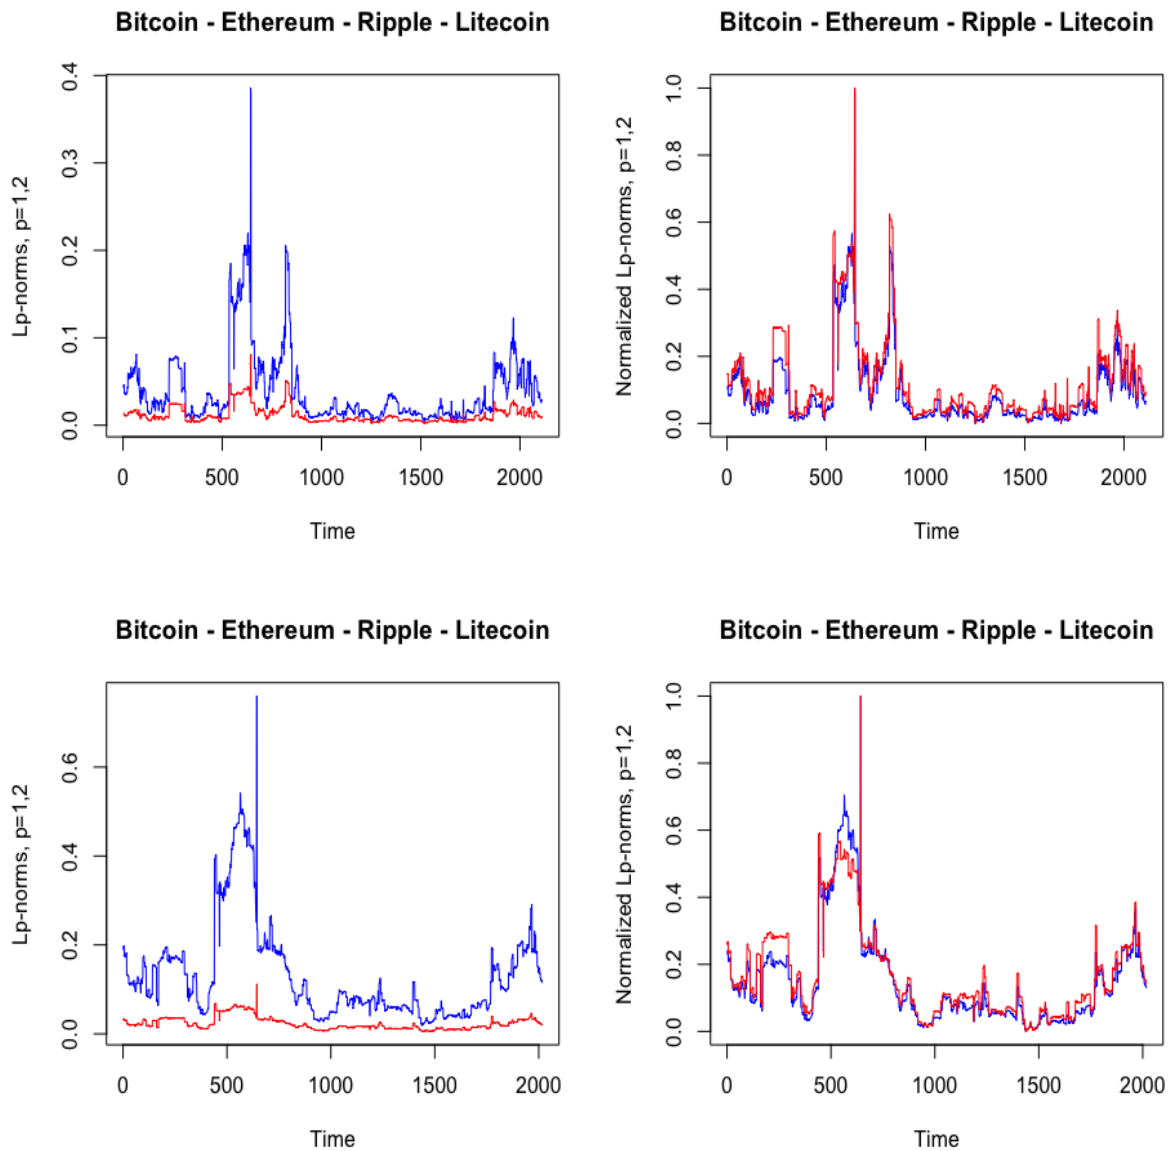 Bitcoin - Ethereum - Ripple - Litecoin
Lp-norms, p=1,2
0.0 0.1 0.2 0.3 0.4
0 500 1000 1500 2000
Time
Bitcoin - Ethereum - Ripple - Litecoin
Normalized Lp-norms, p=1,2
0.0 0.2 0.4 0.6 0.8 1.0
0 500 1000 1500 2000
Time
Bitcoin - Ethereum - Ripple - Litecoin
Lp-norms, p=1,2
0.0 0.2 0.4 0.6
0 500 1000 1500 2000
Time
Bitcoin - Ethereum - Ripple - Litecoin
Normalized Lp-norms, p=1,2
0.0 0.2 0.4 0.6 0.8 1.0
0 500 1000 1500 2000
Time